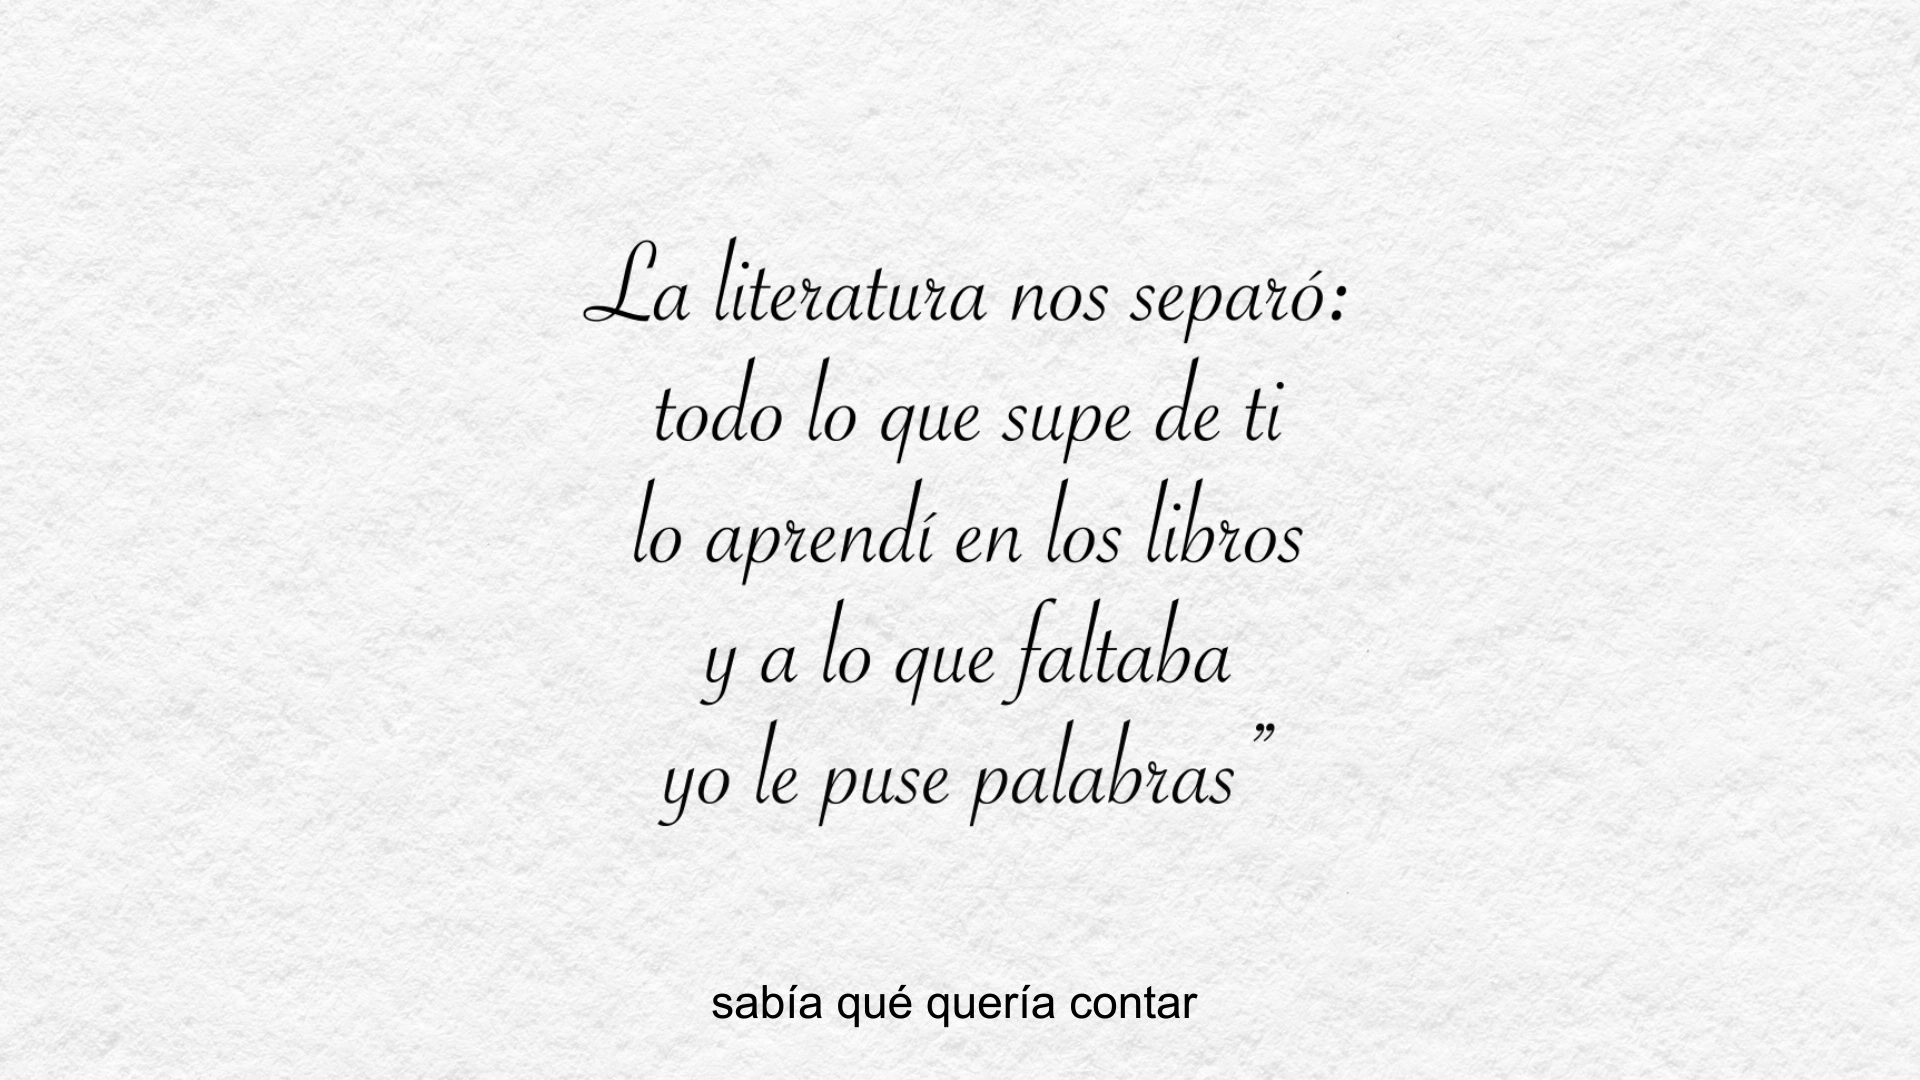 La literatura nos separó:
todo lo que supe de ti
lo aprendí en los libros
y a lo que faltaba
yo le puse palabras”
sabía qué quería contar